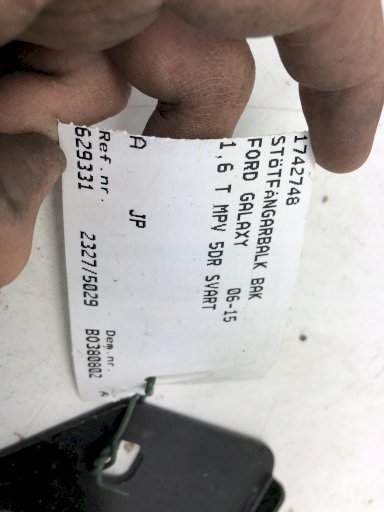 1742748
STÖTFÅNGARBALK BAK
FORD GALAXY 06-15
1,6 T MPV 5DR SVART
A JP
Ref.nr. Dem.nr.
629331 2327/5029 B0380802